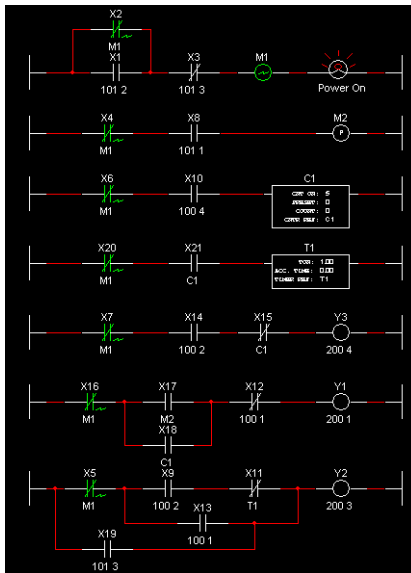 X2
M1
X1 X3 M1
101 2 101 3 Power On
X4 X8 M2
P
M1 101 1
X6 X10 C1
CNT ON: 5
PRESET: 0
COUNT: 0
CNTR REF: C1
M1 100 4
X20 X21 T1
TON: 1.00
ACC. TIME: 0.00
TIMER REF: T1
M1 C1
X7 X14 X15 Y3
M1 100 2 C1 200 4
X16 X17 X12 Y1
M1 M2 100 1 200 1
X18
C1
X5 X9 X11 Y2
M1 100 2 T1 200 3
X13
100 1
X19
101 3